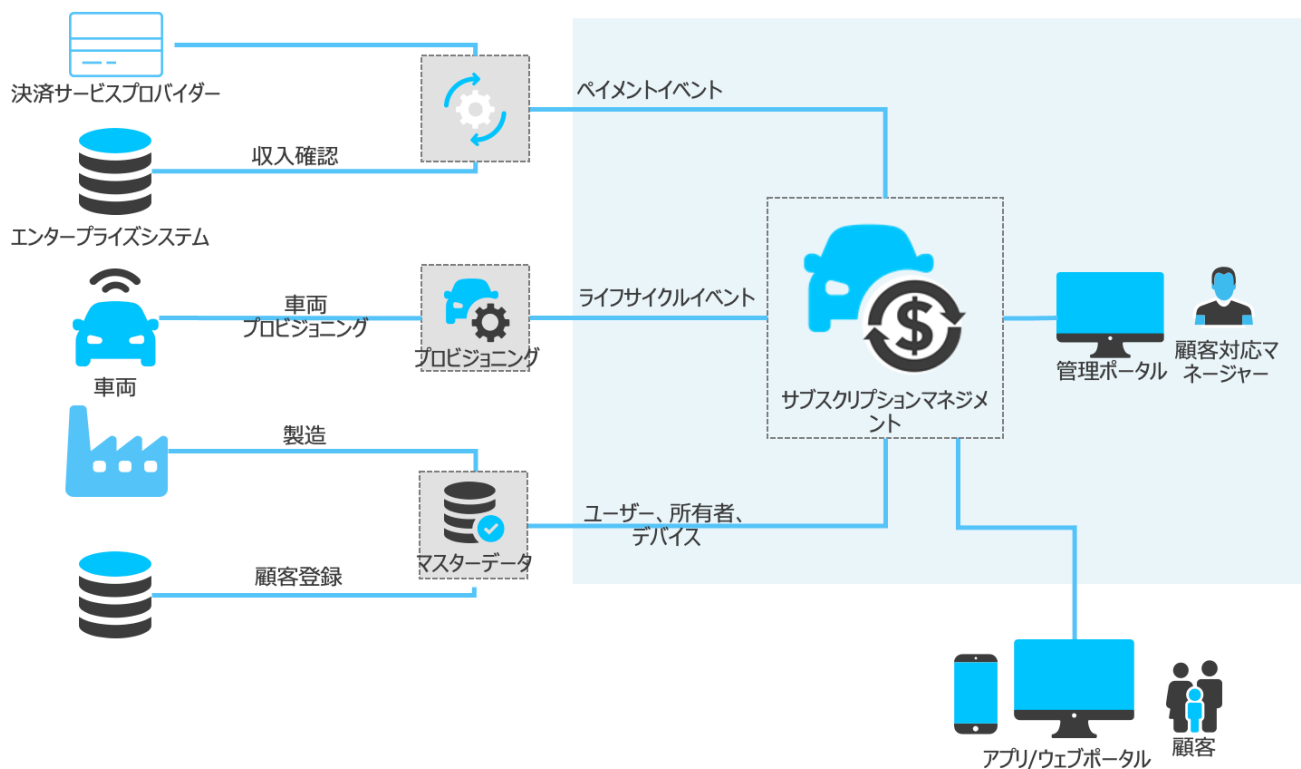 決済サービスプロバイダー
ペイメントイベント
収入確認
エンタープライズシステム
車両
プロビジョニング
ライフサイクルイベント
プロビジョニング
車両
管理ポータル
顧客対応マ
ネージャー
サブスクリプションマネジメ
ント
製造
ユーザー、所有者、
デバイス
マスターデータ
顧客登録
アプリ/ウェブポータル
顧客